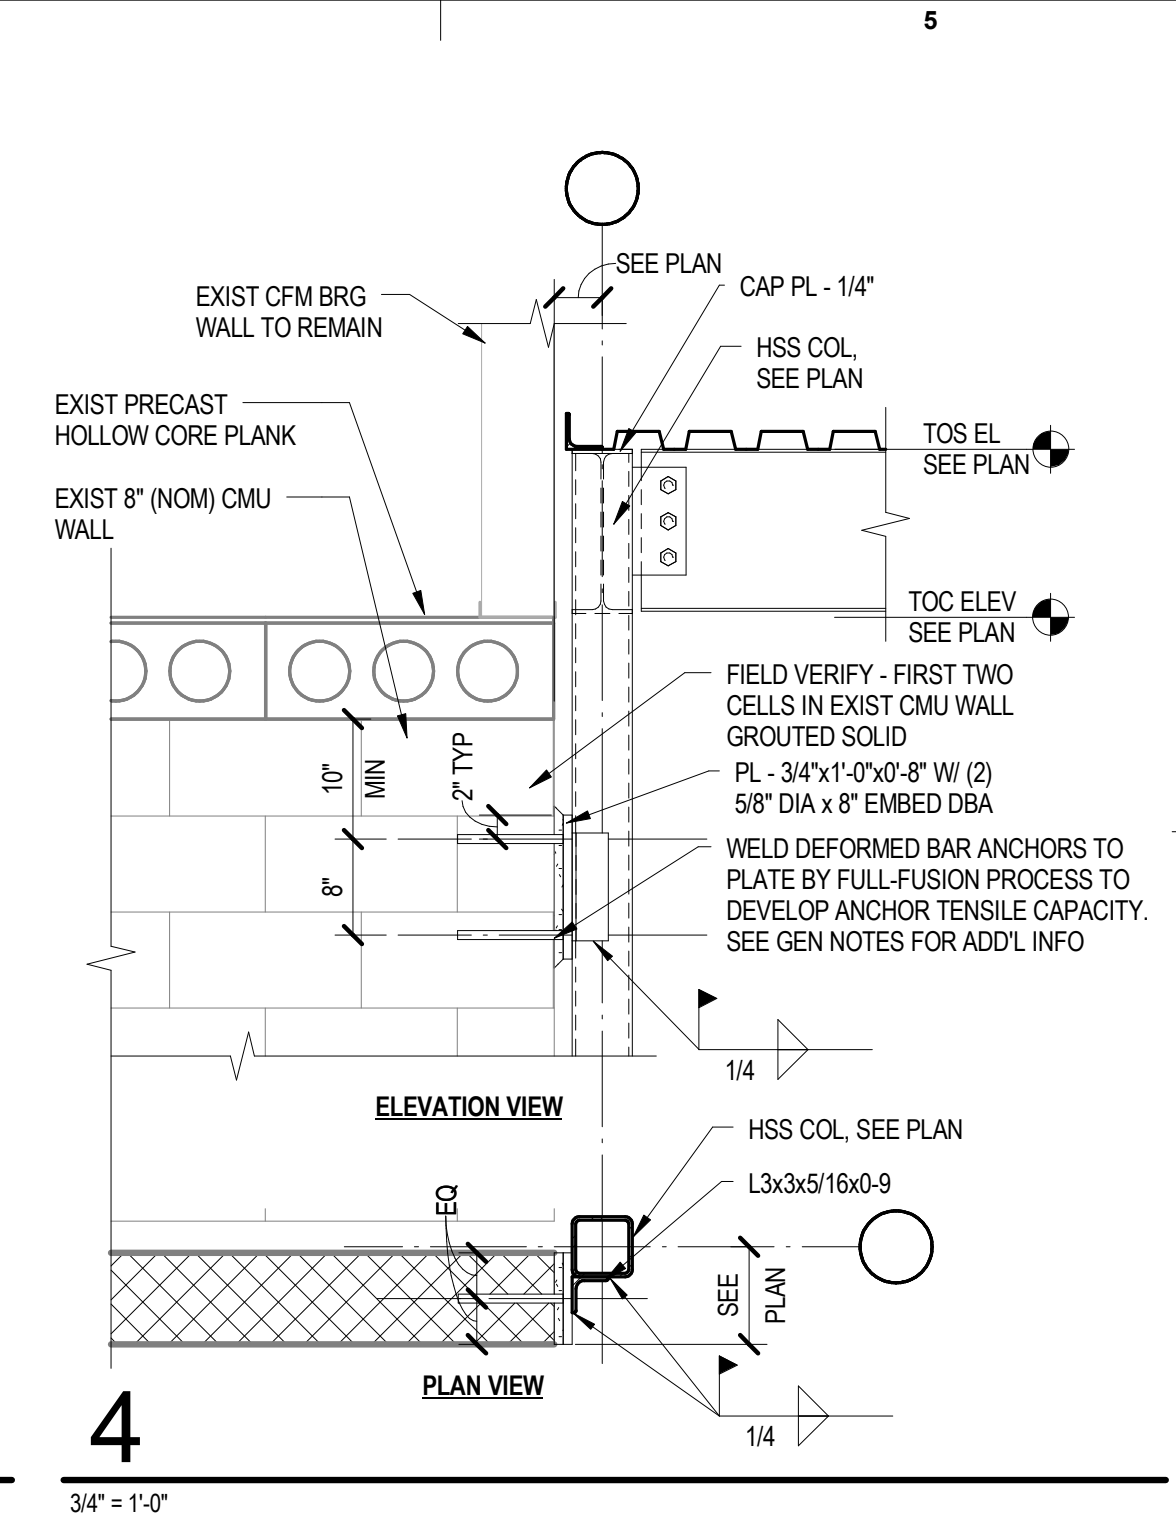 5
SEE PLAN
CAP PL - 1/4"
EXIST CFM BRG
WALL TO REMAIN
HSS COL,
SEE PLAN
EXIST PRECAST
HOLLOW CORE PLANK
TOS EL
SEE PLAN
EXIST 8" (NOM) CMU
WALL
TOC ELEV
SEE PLAN
FIELD VERIFY - FIRST TWO
CELLS IN EXIST CMU WALL
GROUTED SOLID
10"
MIN
2" TYP
PL - 3/4"x1'-0"x0'-8" W/ (2)
5/8" DIA x 8" EMBED DBA
8"
WELD DEFORMED BAR ANCHORS TO
PLATE BY FULL-FUSION PROCESS TO
DEVELOP ANCHOR TENSILE CAPACITY.
SEE GEN NOTES FOR ADD'L INFO
1/4
ELEVATION VIEW
HSS COL, SEE PLAN
L3x3x5/16x0-9
EQ
SEE
PLAN
PLAN VIEW
1/4
4
3/4" = 1'-0"